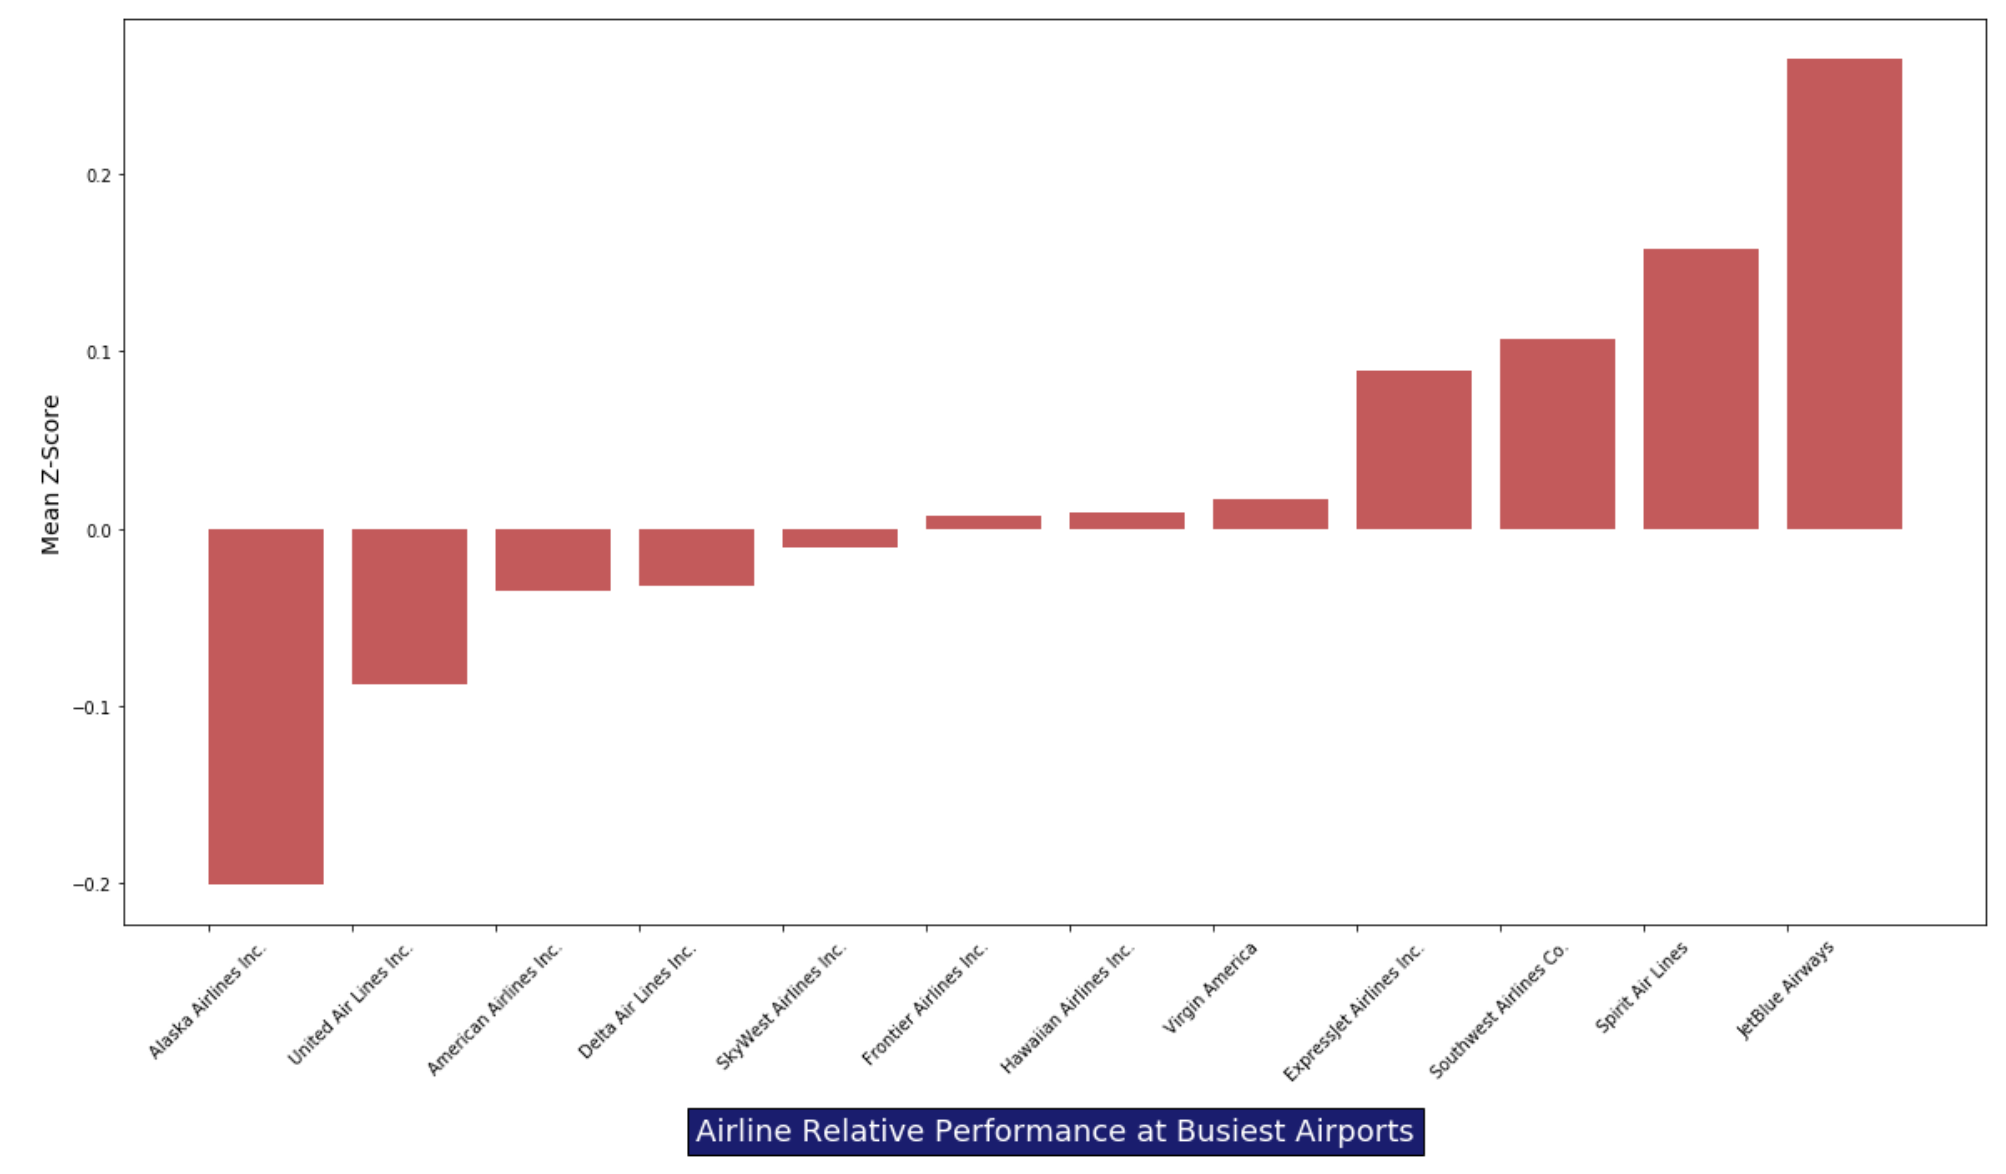 0.2
0.1
0.0
−0.1
−0.2
Mean Z-Score
Alaska Airlines Inc.
United Air Lines Inc.
American Airlines Inc.
Delta Air Lines Inc.
SkyWest Airlines Inc.
Frontier Airlines Inc.
Hawaiian Airlines Inc.
Virgin America
ExpressJet Airlines Inc.
Southwest Airlines Co.
Spirit Air Lines
JetBlue Airways
Airline Relative Performance at Busiest Airports